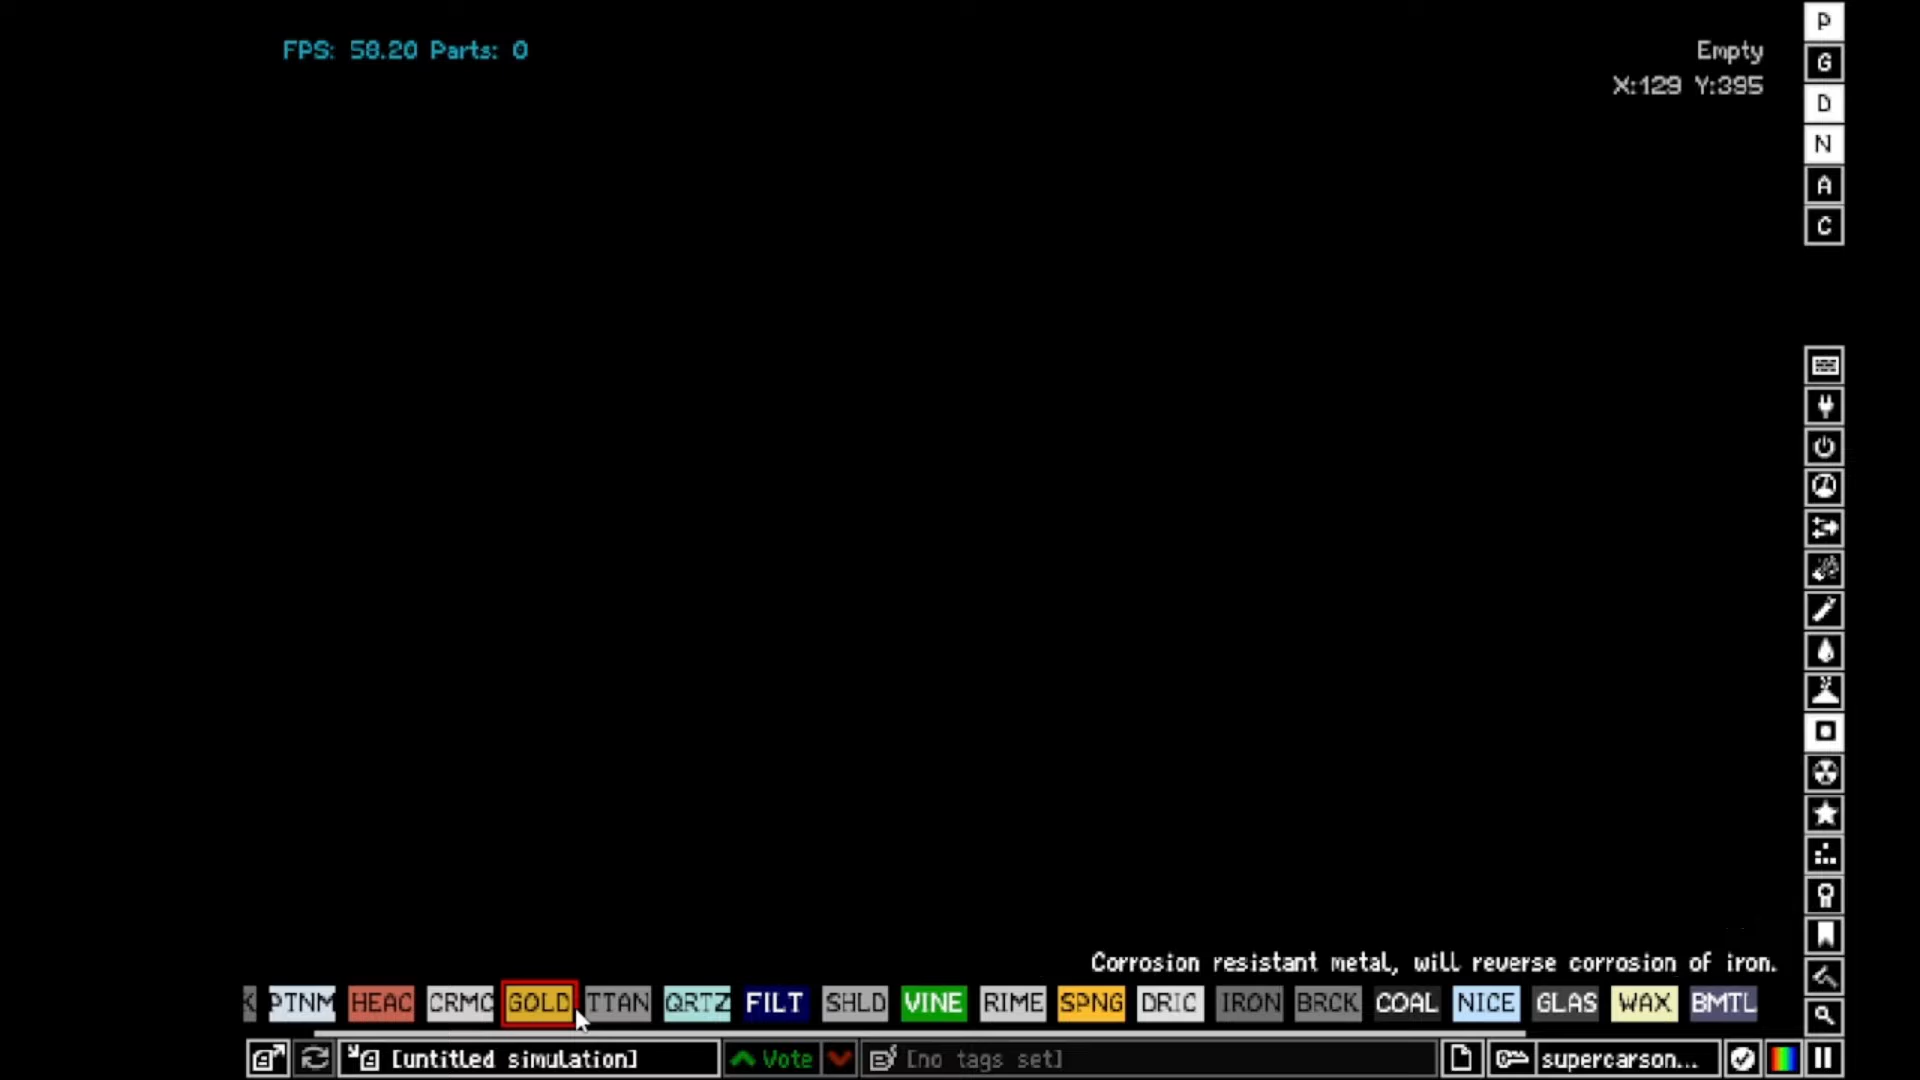 FPS: 58.20 Parts: 0
Empty
X:129 Y:395
P
G
D
N
A
C
Corrosion resistant metal, will reverse corrosion of iron.
K PTNM HEAC CRMC GOLD TTAN QRTZ FILT SHLD VINE RIME SPNG DRIC IRON BRCK COAL NICE GLAS WAX BMTL
[untitled simulation] Vote [no tags set] supercarson...